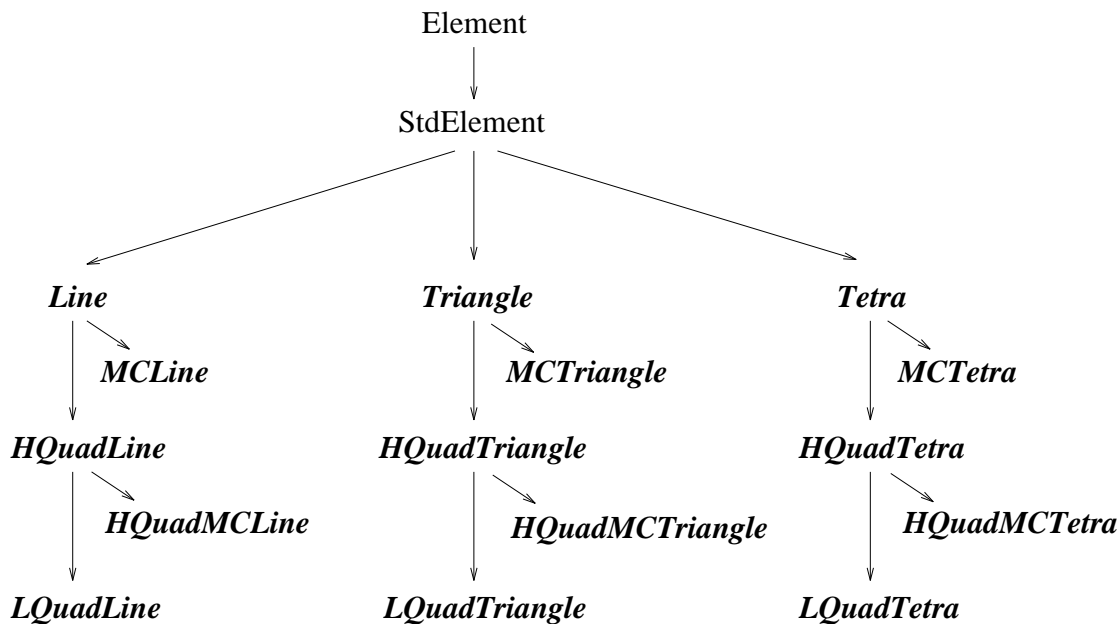 Element
StdElement
Line Triangle Tetra
MCLine MCTriangle MCTetra
HQuadLine HQuadTriangle HQuadTetra
HQuadMCLine HQuadMCTriangle HQuadMCTetra
LQuadLine LQuadTriangle LQuadTetra